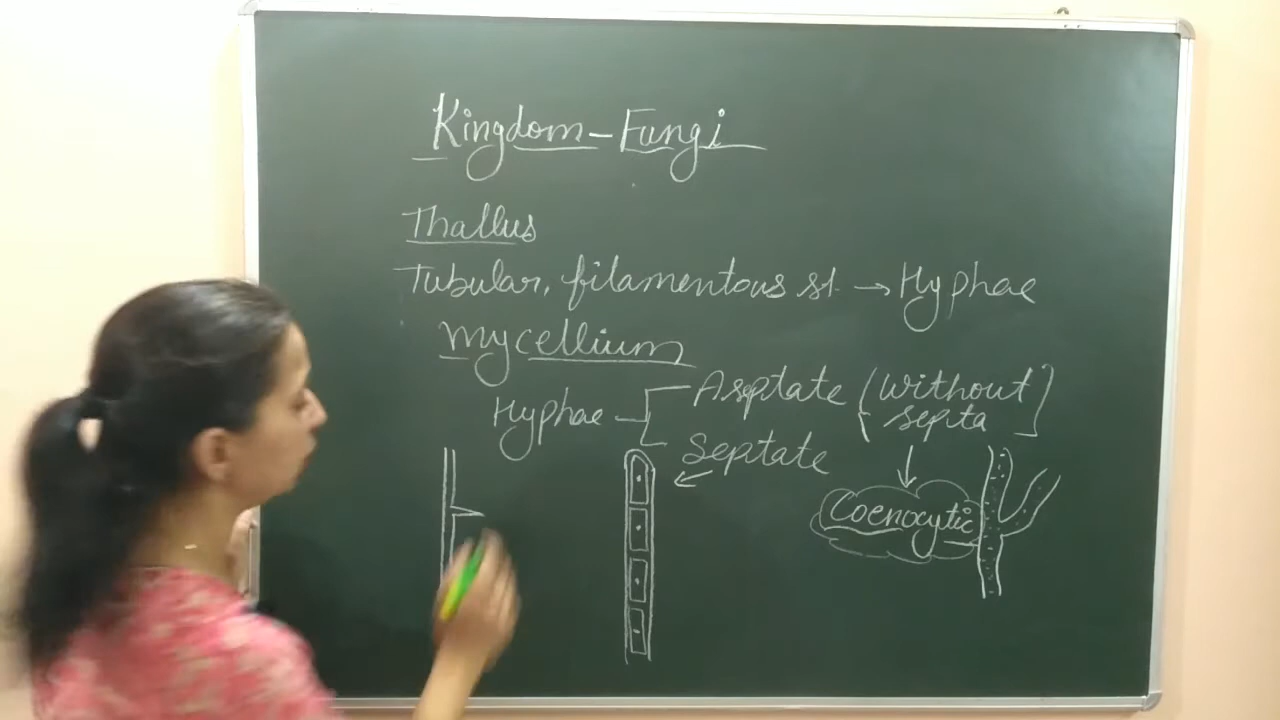 Kingdom - Fungi
Thallus
Tubular, filamentous st. → Hyphae
Mycellium
Hyphae
Aseptate (Without septa]
Septate
Coenocytic